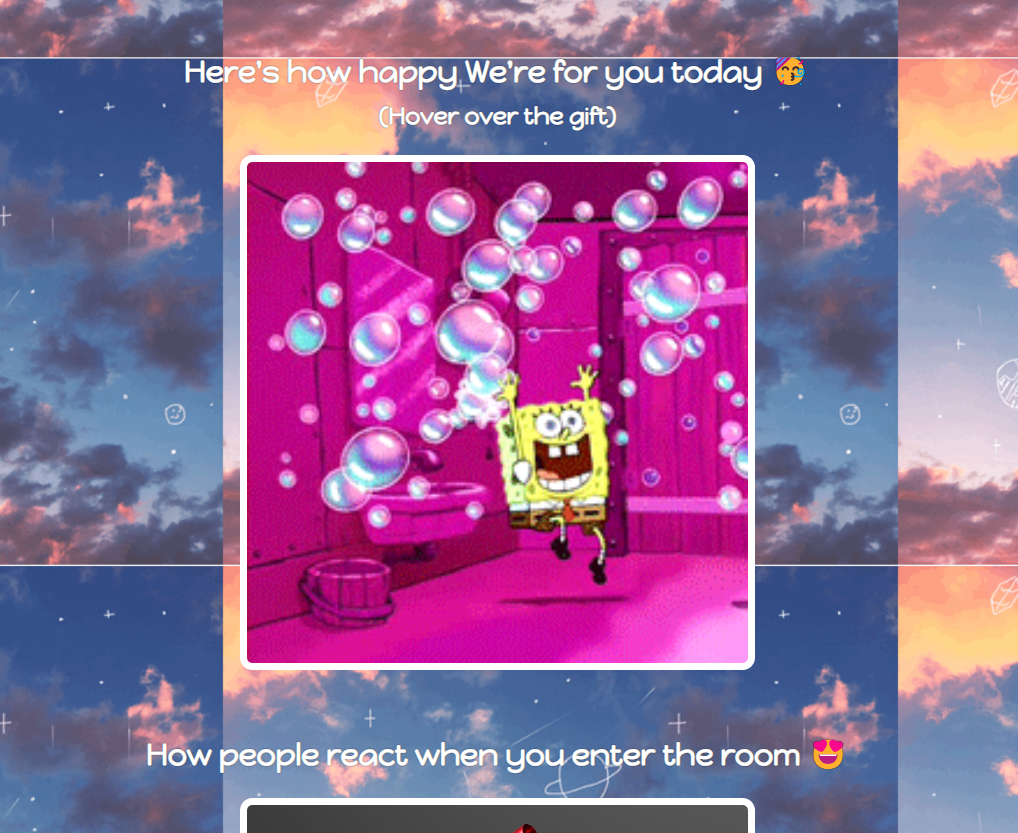 Here's how happy We're for you today 🥳
(Hover over the gift)
How people react when you enter the room 😍